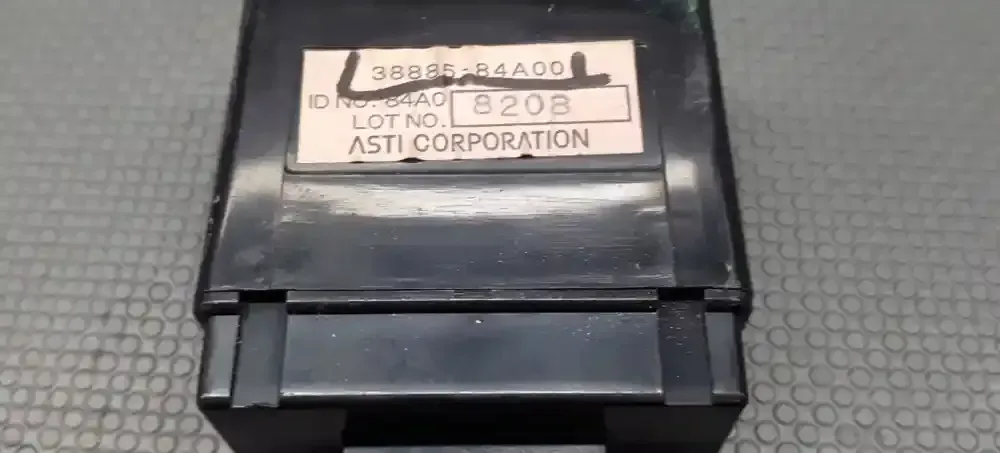 38885-84A00
ID NO. 84A0
LOT NO. 8208
ASTI CORPORATION